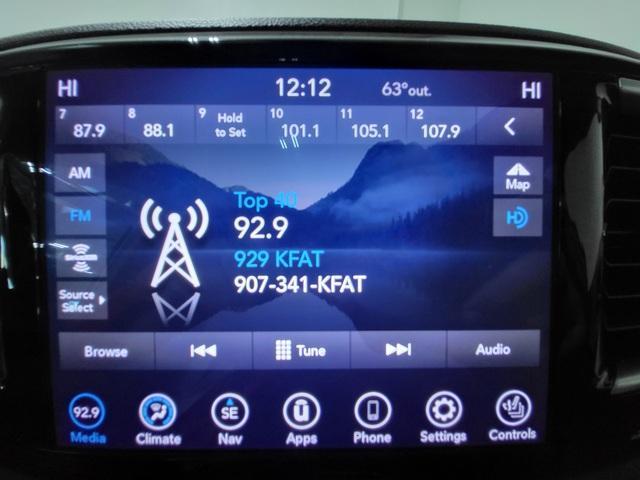 HI 12:12 63°out. HI
7 87.9 8 88.1 9 Hold to Set 10 101.1 11 105.1 12 107.9
AM
FM
SiriusXM
Source Select
Map
HD
Top 40
92.9
929 KFAT
907-341-KFAT
Browse Tune Audio
92.9 SE
Media Climate Nav Apps Phone Settings Controls